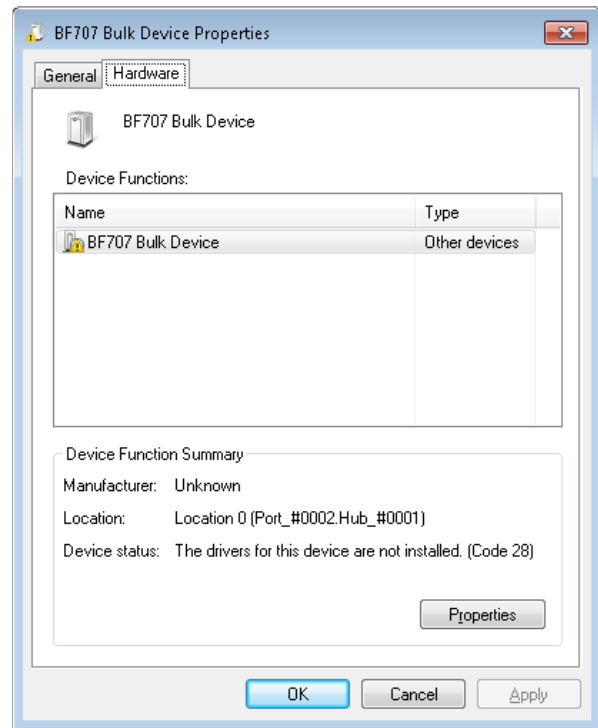 BF707 Bulk Device Properties
General Hardware
BF707 Bulk Device
Device Functions:
Name Type
BF707 Bulk Device Other devices
Device Function Summary
Manufacturer: Unknown
Location: Location 0 (Port_#0002.Hub_#0001)
Device status: The drivers for this device are not installed. (Code 28)
Properties
OK Cancel Apply